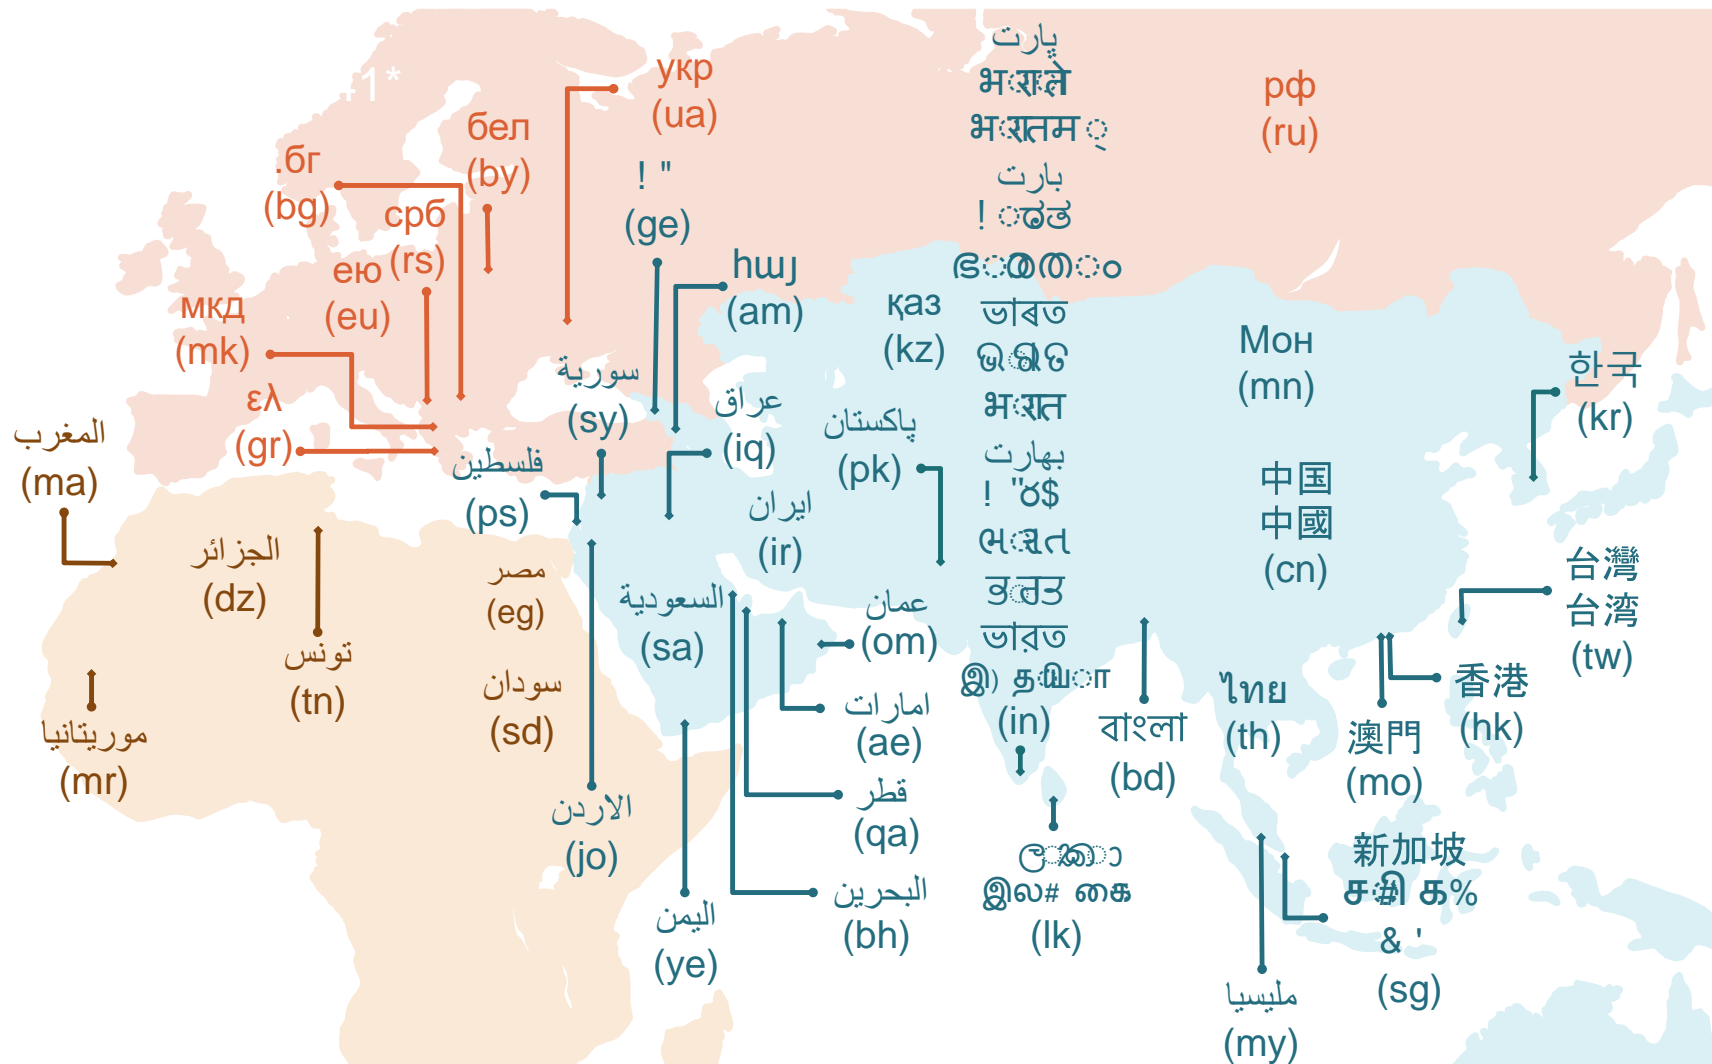 1*
укр
(ua)
бел
(by)
.бг
(bg)
срб
(rs)
ею
(eu)
мкд
(mk)
ελ
(gr)
рф
(ru)
! "
(ge)
հայ
(am)
қаз
(kz)
سورية
(sy)
عراق
(iq)
پاکستان
(pk)
فلسطين
(ps)
ایران
(ir)
المغرب
(ma)
الجزائر
(dz)
تونس
(tn)
مصر
(eg)
سودان
(sd)
موريتانيا
(mr)
السعودية
(sa)
عمان
(om)
امارات
(ae)
قطر
(qa)
البحرين
(bh)
اليمن
(ye)
الاردن
(jo)
بارت
ভাৰত
بھارت
ভারত
(in)
Мон
(mn)
中国
中國
(cn)
한국
(kr)
台灣
台湾
(tw)
香港
(hk)
澳門
(mo)
ไทย
(th)
বাংলা
(bd)
(lk)
新加坡
& '
(sg)
مليسيا
(my)